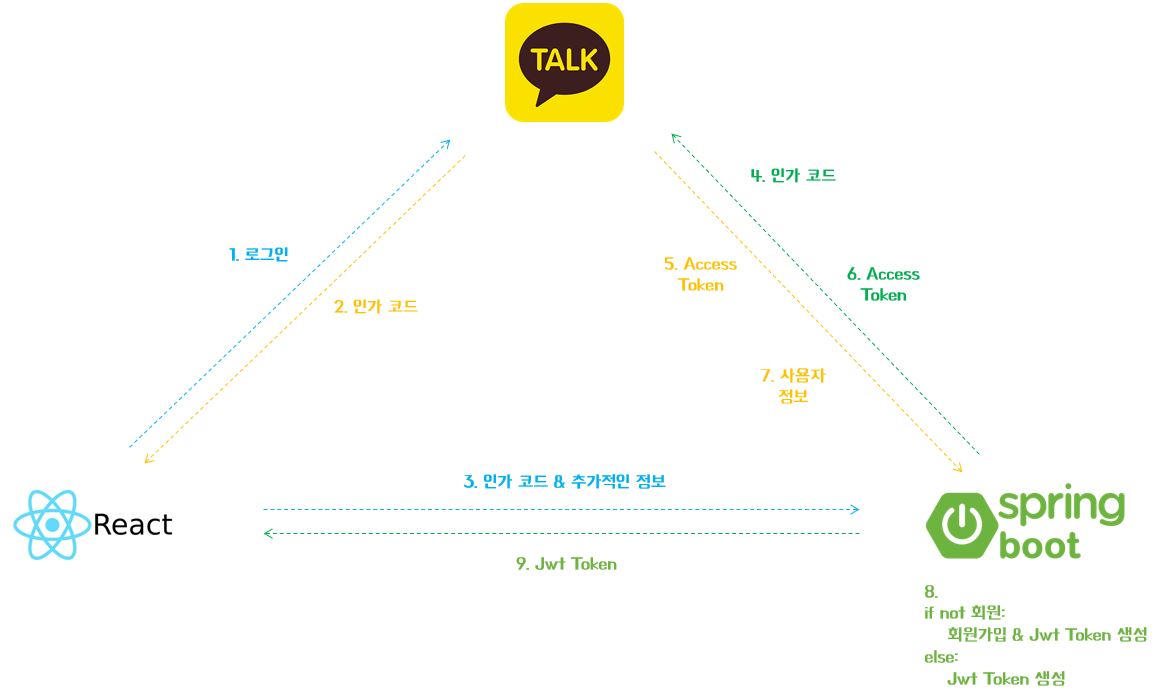 TALK
4. 인가 코드
1. 로그인
5. Access
Token
6. Access
Token
2. 인가 코드
7. 사용자
정보
3. 인가 코드 & 추가적인 정보
React
spring
boot
9. Jwt Token
8.
if not 회원:
회원가입 & Jwt Token 생성
else:
Jwt Token 생성